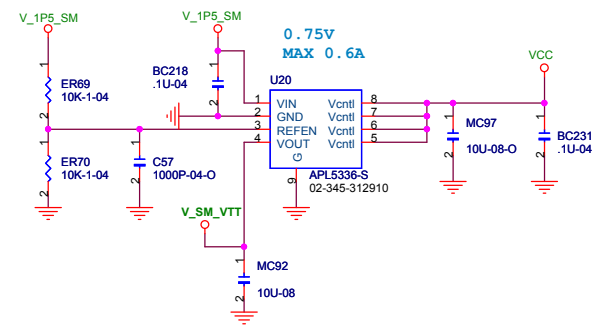 V_1P5_SM
V_1P5_SM
0.75V
MAX 0.6A
VCC
1
ER69
10K-1-04
2
1
BC218
.1U-04
2
U20
1 VIN Vcntl 8
2 GND Vcntl 7
3 REFEN Vcntl 6
4 VOUT Vcntl 5
G
9
APL5336-S
02-345-312910
1
MC97
10U-08-O
2
1
BC231
.1U-04
2
1
ER70
10K-1-04
2
1
C57
1000P-04-O
2
V_SM_VTT
1
MC92
10U-08
2